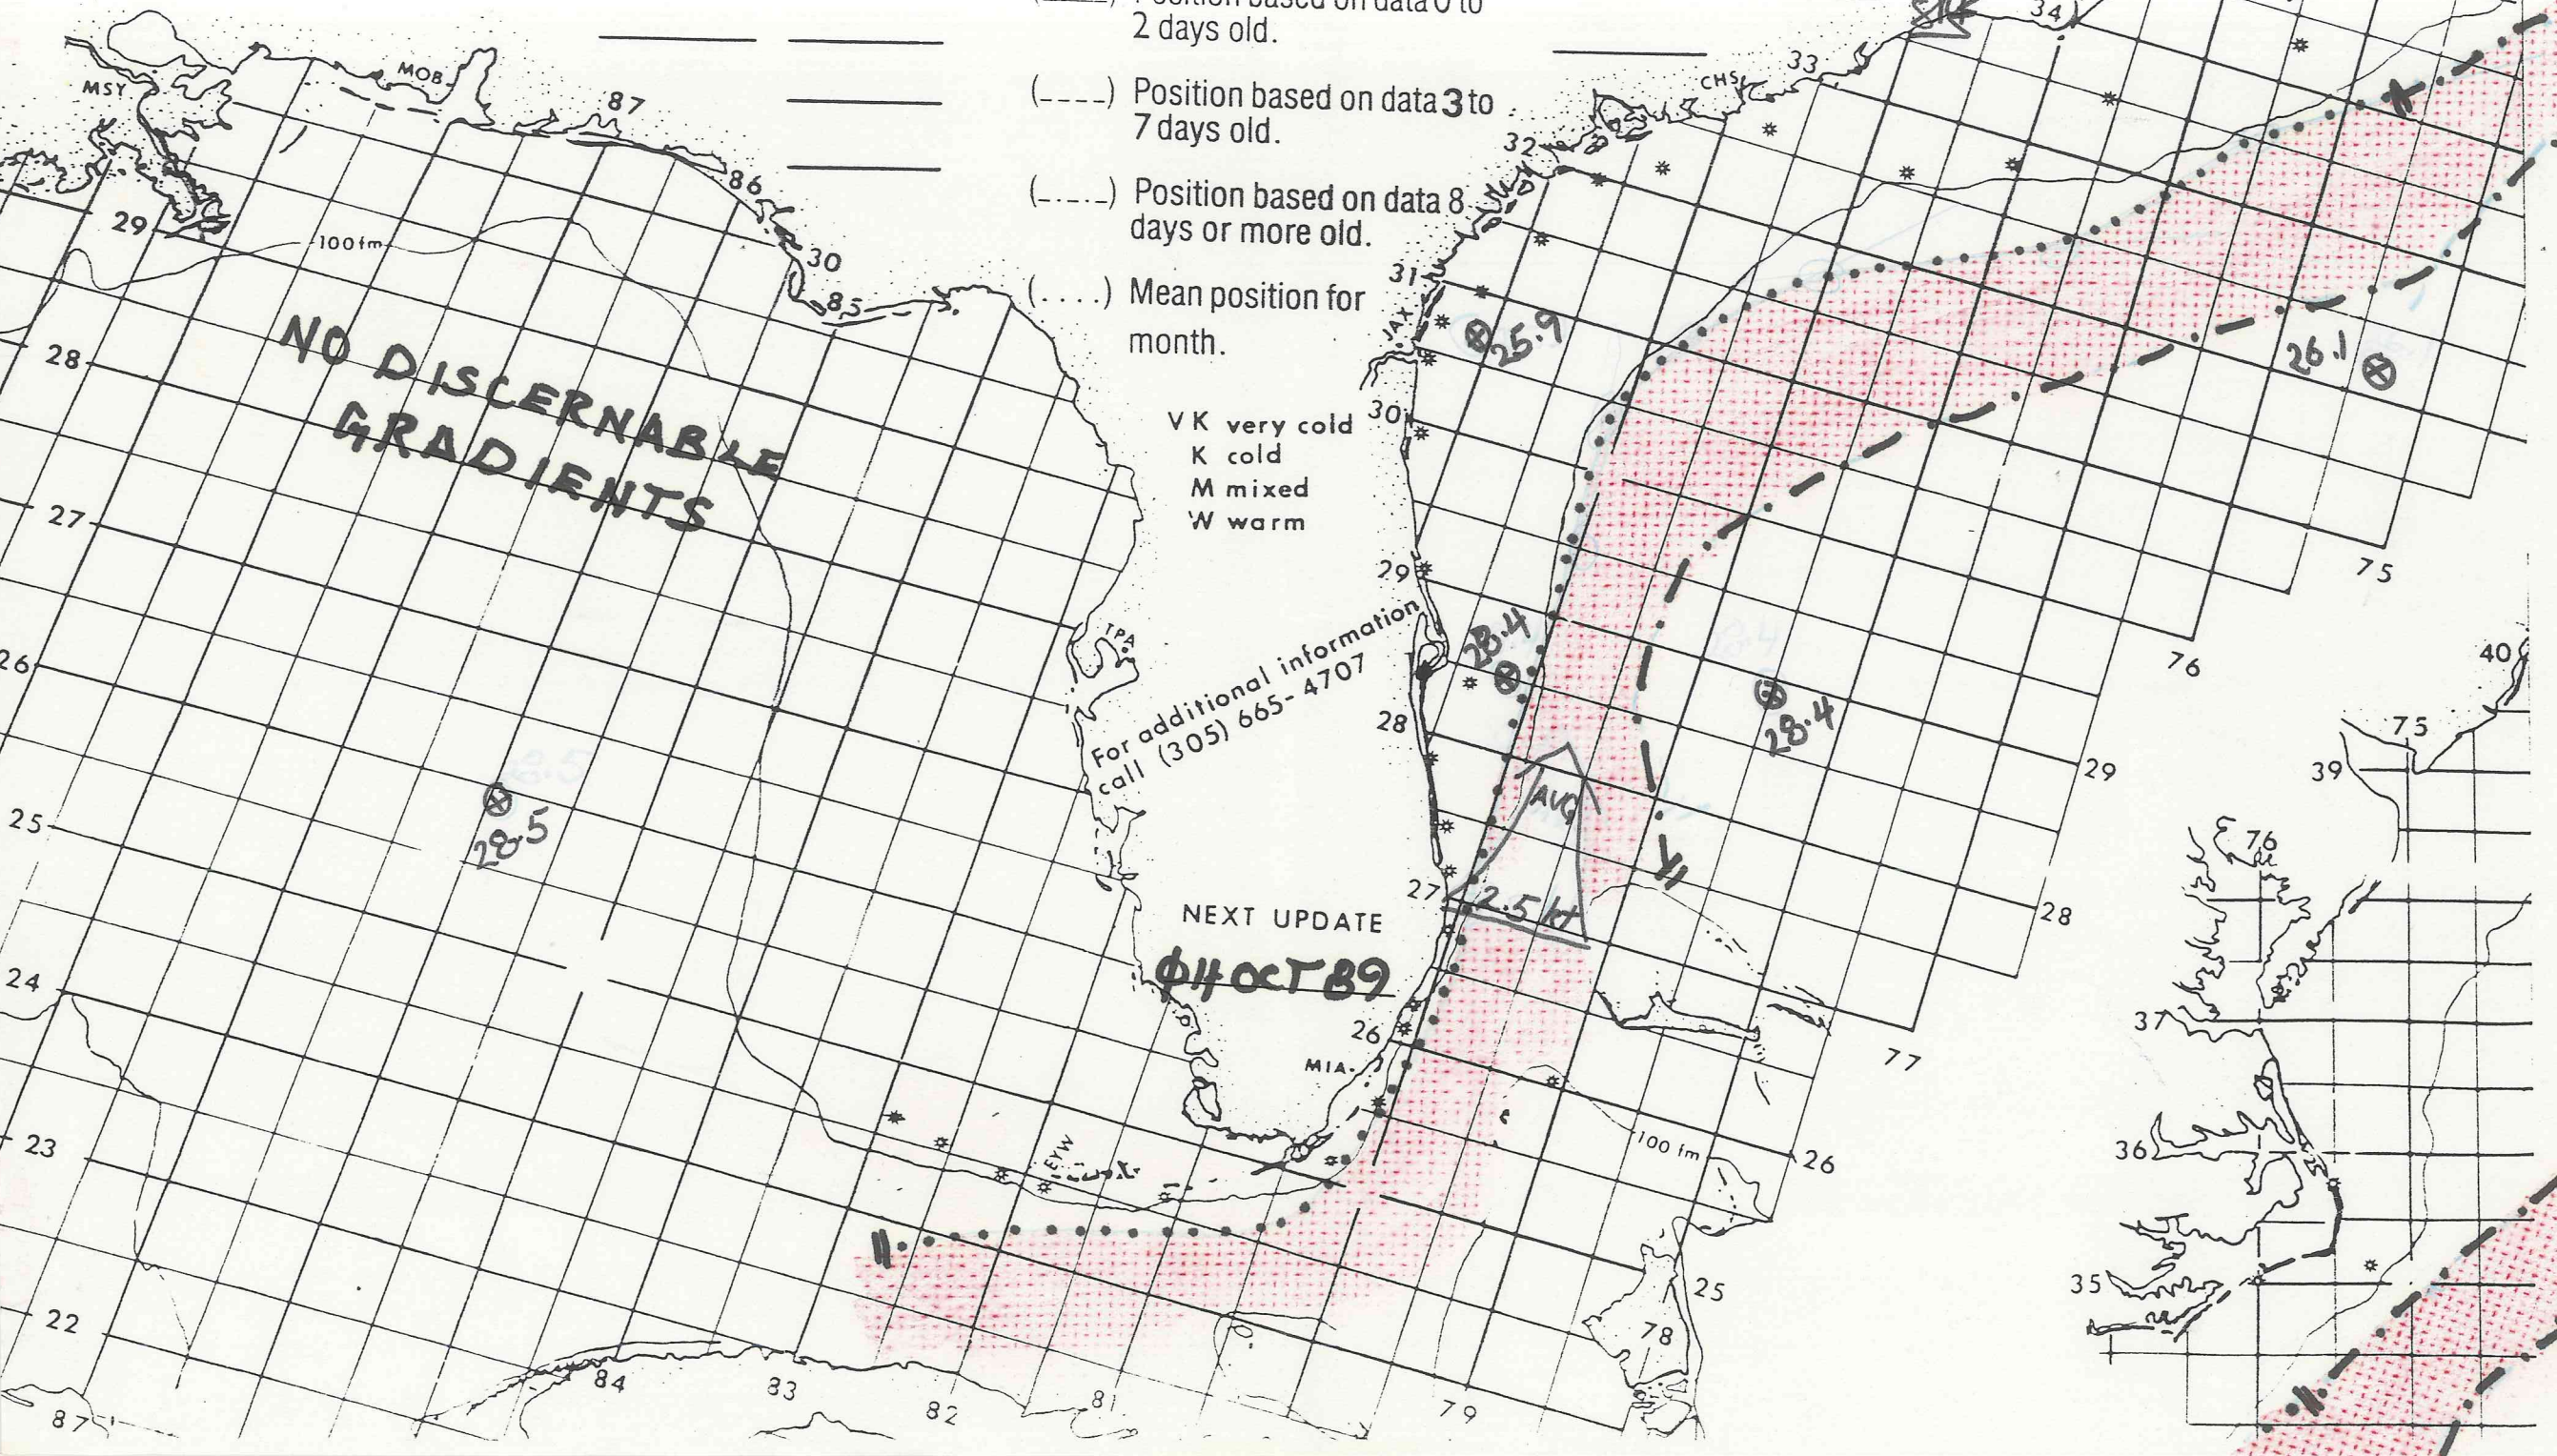 2 days old.
(----) Position based on data 3 to
7 days old.
(_._._) Position based on data 8
days or more old.
(....) Mean position for
month.
VK very cold
K cold
M mixed
W warm
For additional information
call (305) 665-4707
NEXT UPDATE
04 OCT 89
NO DISCERNABLE
GRADIENTS
MSY
MOB
87
86
30
85
29
100 fm
28
27
26
25
24
23
22
87
84
83
82
81
79
28.5
TPA
EYW
MIA.
26
27
28
29
30
JAX
31
32
CHS
33
34
25.9
28.4
28.4
26.1
AVG
2.5 kt
75
76
29
28
77
26
100 fm
25
78
40
75
39
76
37
36
35